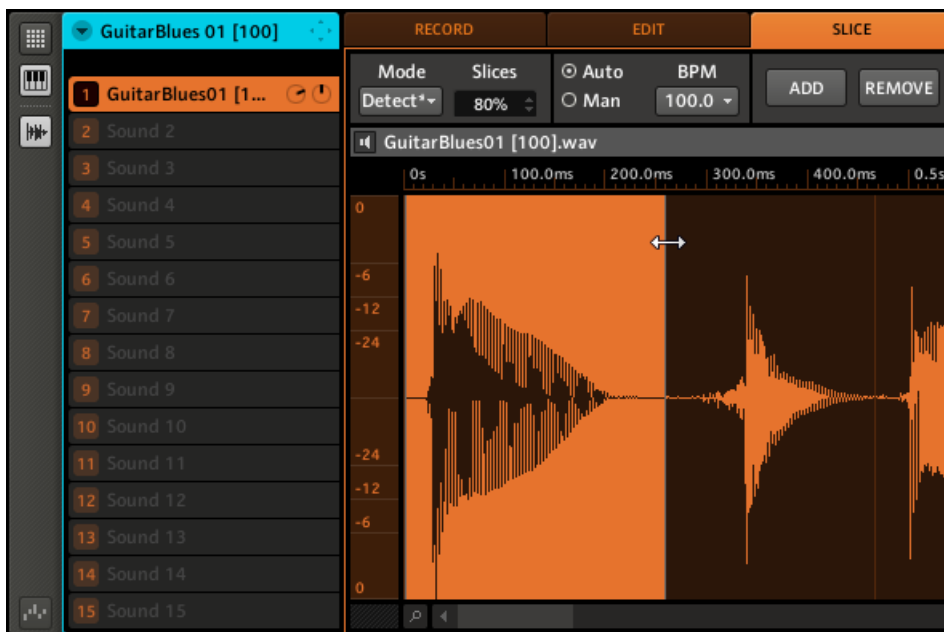 GuitarBlues 01 [100]
RECORD EDIT SLICE
Mode Slices Auto BPM
Detect* 80% Man 100.0 ADD REMOVE
1 GuitarBlues01 [1...
2 Sound 2
3 Sound 3
4 Sound 4
5 Sound 5
6 Sound 6
7 Sound 7
8 Sound 8
9 Sound 9
10 Sound 10
11 Sound 11
12 Sound 12
13 Sound 13
14 Sound 14
15 Sound 15
GuitarBlues01 [100].wav
0s 100.0ms 200.0ms 300.0ms 400.0ms 0.5s
0
-6
-12
-24
-24
-12
-6
0